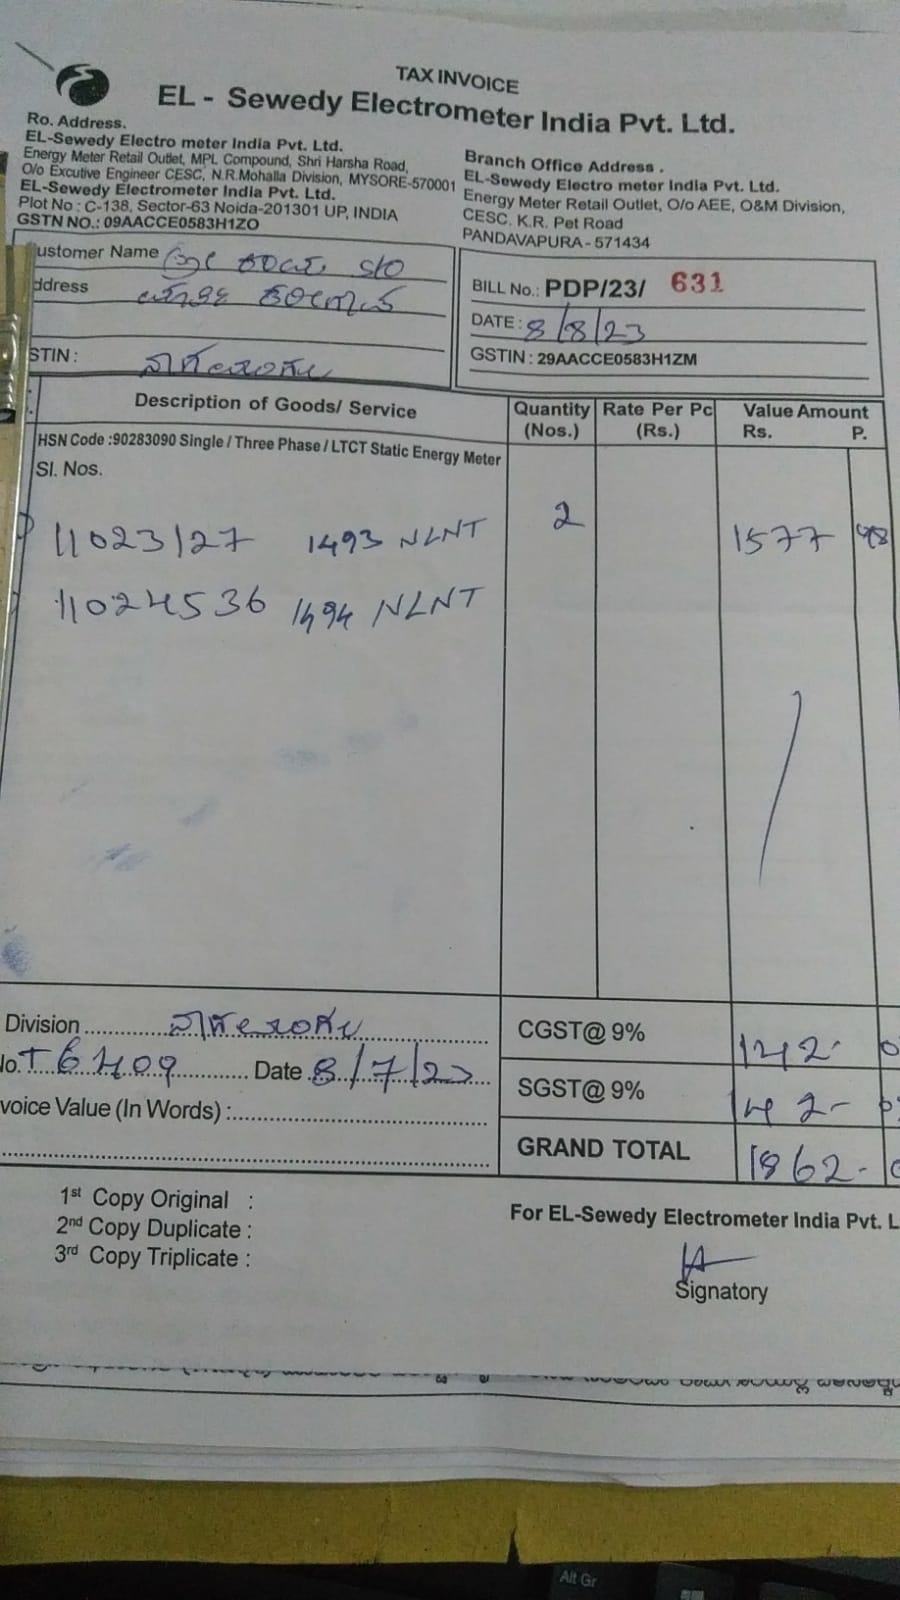 TAX INVOICE
EL - Sewedy Electrometer India Pvt. Ltd.
Ro. Address.
EL-Sewedy Electro meter India Pvt. Ltd.
Energy Meter Retail Outlet, MPL Compound, Shri Harsha Road,
O/o Excutive Engineer CESC, N.R.Mohalla Division, MYSORE-570001
EL-Sewedy Electrometer India Pvt. Ltd.
Plot No : C-138, Sector-63 Noida-201301 UP, INDIA
GSTN NO.: 09AACCE0583H1ZO
Branch Office Address .
EL-Sewedy Electro meter India Pvt. Ltd.
Energy Meter Retail Outlet, O/o AEE, O&M Division,
CESC. K.R. Pet Road
PANDAVAPURA - 571434
ustomer Name S/O
ddress
STIN :
BILL No.: PDP/23/ 631
DATE : 8/8/23
GSTIN : 29AACCE0583H1ZM
Description of Goods/ Service Quantity (Nos.) Rate Per Pc (Rs.) Value Amount Rs. P.
HSN Code :90283090 Single / Three Phase / LTCT Static Energy Meter
Sl. Nos.
11023127 1493 NLNT 2 1577 98
11024536 1494 NLNT
Division
CGST@ 9% 142-
No. T6409 Date 8/7/23
SGST@ 9% 142-
voice Value (In Words) :
GRAND TOTAL 1862-
1st Copy Original :
2nd Copy Duplicate :
3rd Copy Triplicate :
For EL-Sewedy Electrometer India Pvt. L
Signatory
Alt Gr